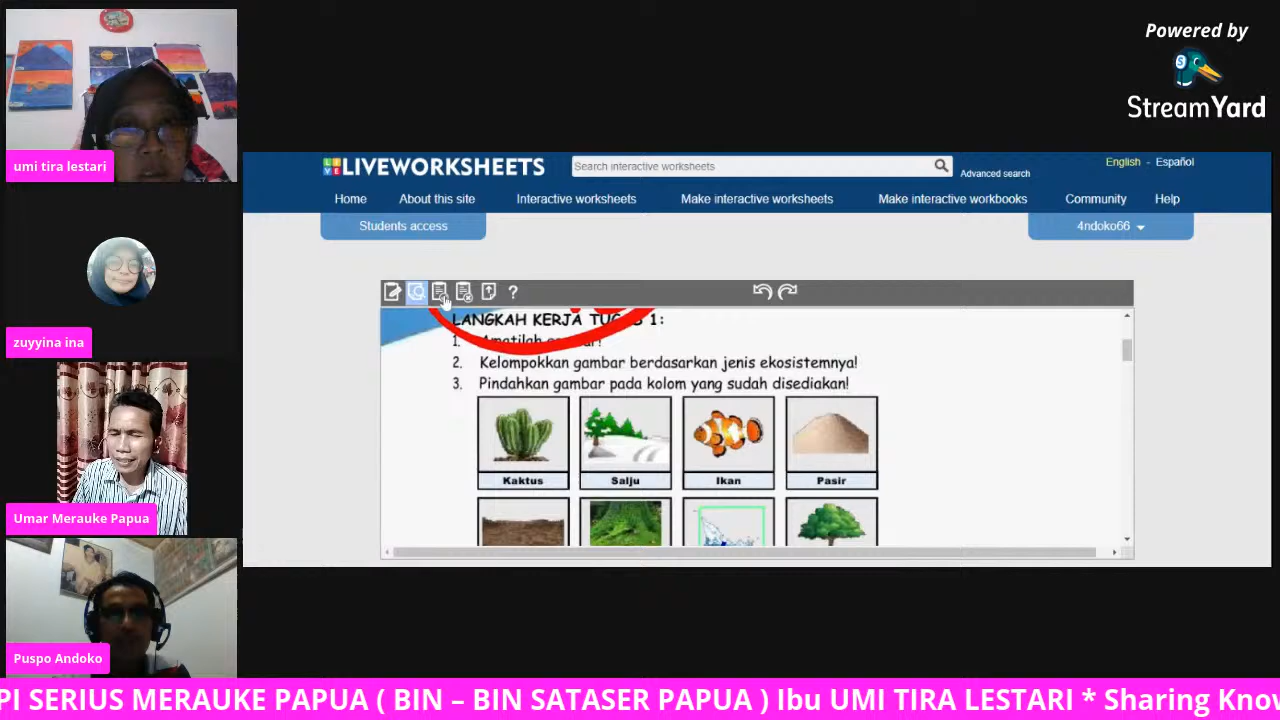 Powered by
StreamYard
umi tira lestari
zuyyina ina
Umar Merauke Papua
Puspo Andoko
LIVEWORKSHEETS
Search interactive worksheets
Advanced search
English - Español
Home About this site Interactive worksheets Make interactive worksheets Make interactive workbooks Community Help
Students access
4ndoko66
?
LANGKAH KERJA 1:
1.
2. Kelompokkan gambar berdasarkan jenis ekosistemnya!
3. Pindahkan gambar pada kolom yang sudah disediakan!
Kaktus Salju Ikan Pasir
PI SERIUS MERAUKE PAPUA ( BIN – BIN SATASER PAPUA ) Ibu UMI TIRA LESTARI * Sharing